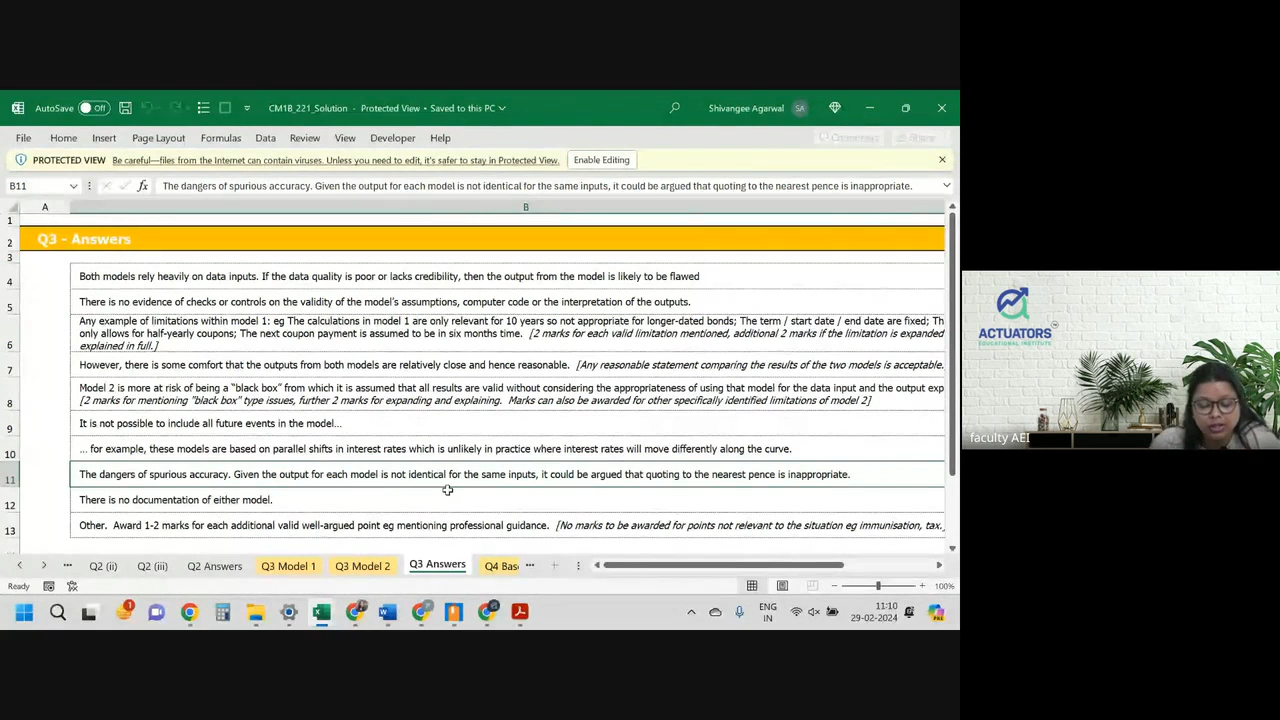 AutoSave Off CM1B_221_Solution • Protected View • Saved to this PC Shivangee Agarwal SA
File Home Insert Page Layout Formulas Data Review View Developer Help Comments Share
PROTECTED VIEW Be careful—files from the Internet can contain viruses. Unless you need to edit, it's safer to stay in Protected View. Enable Editing
B11 fx The dangers of spurious accuracy. Given the output for each model is not identical for the same inputs, it could be argued that quoting to the nearest pence is inappropriate.
A B
1
2 Q3 - Answers
3
4 Both models rely heavily on data inputs. If the data quality is poor or lacks credibility, then the output from the model is likely to be flawed
5 There is no evidence of checks or controls on the validity of the model's assumptions, computer code or the interpretation of the outputs.
Any example of limitations within model 1: eg The calculations in model 1 are only relevant for 10 years so not appropriate for longer-dated bonds; The term / start date / end date are fixed; Th
only allows for half-yearly coupons; The next coupon payment is assumed to be in six months time. [2 marks for each valid limitation mentioned, additional 2 marks if the limitation is expanded
6 explained in full.]
7 However, there is some comfort that the outputs from both models are relatively close and hence reasonable. [Any reasonable statement comparing the results of the two models is acceptable.
Model 2 is more at risk of being a "black box" from which it is assumed that all results are valid without considering the appropriateness of using that model for the data input and the output exp
8 [2 marks for mentioning "black box" type issues, further 2 marks for expanding and explaining. Marks can also be awarded for other specifically identified limitations of model 2]
9 It is not possible to include all future events in the model...
10 ... for example, these models are based on parallel shifts in interest rates which is unlikely in practice where interest rates will move differently along the curve.
11 The dangers of spurious accuracy. Given the output for each model is not identical for the same inputs, it could be argued that quoting to the nearest pence is inappropriate.
12 There is no documentation of either model.
13 Other. Award 1-2 marks for each additional valid well-argued point eg mentioning professional guidance. [No marks to be awarded for points not relevant to the situation eg immunisation, tax.]
... Q2 (ii) Q2 (iii) Q2 Answers Q3 Model 1 Q3 Model 2 Q3 Answers Q4 Bas ...
Ready 100%
ENG
IN
11:10
29-02-2024
ACTUATORS
EDUCATIONAL INSTITUTE
faculty AEI